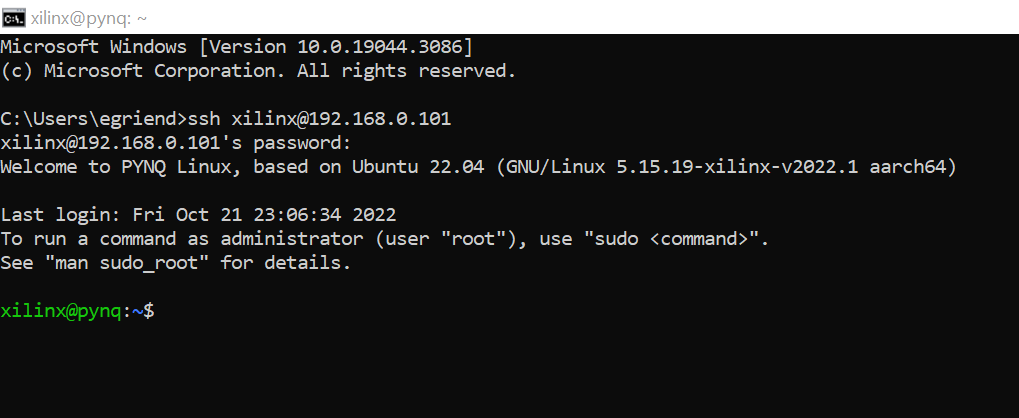 xilinx@pynq: ~
Microsoft Windows [Version 10.0.19044.3086]
(c) Microsoft Corporation. All rights reserved.
C:\Users\egriend>ssh xilinx@192.168.0.101
xilinx@192.168.0.101's password:
Welcome to PYNQ Linux, based on Ubuntu 22.04 (GNU/Linux 5.15.19-xilinx-v2022.1 aarch64)
Last login: Fri Oct 21 23:06:34 2022
To run a command as administrator (user "root"), use "sudo <command>".
See "man sudo_root" for details.
xilinx@pynq:~$